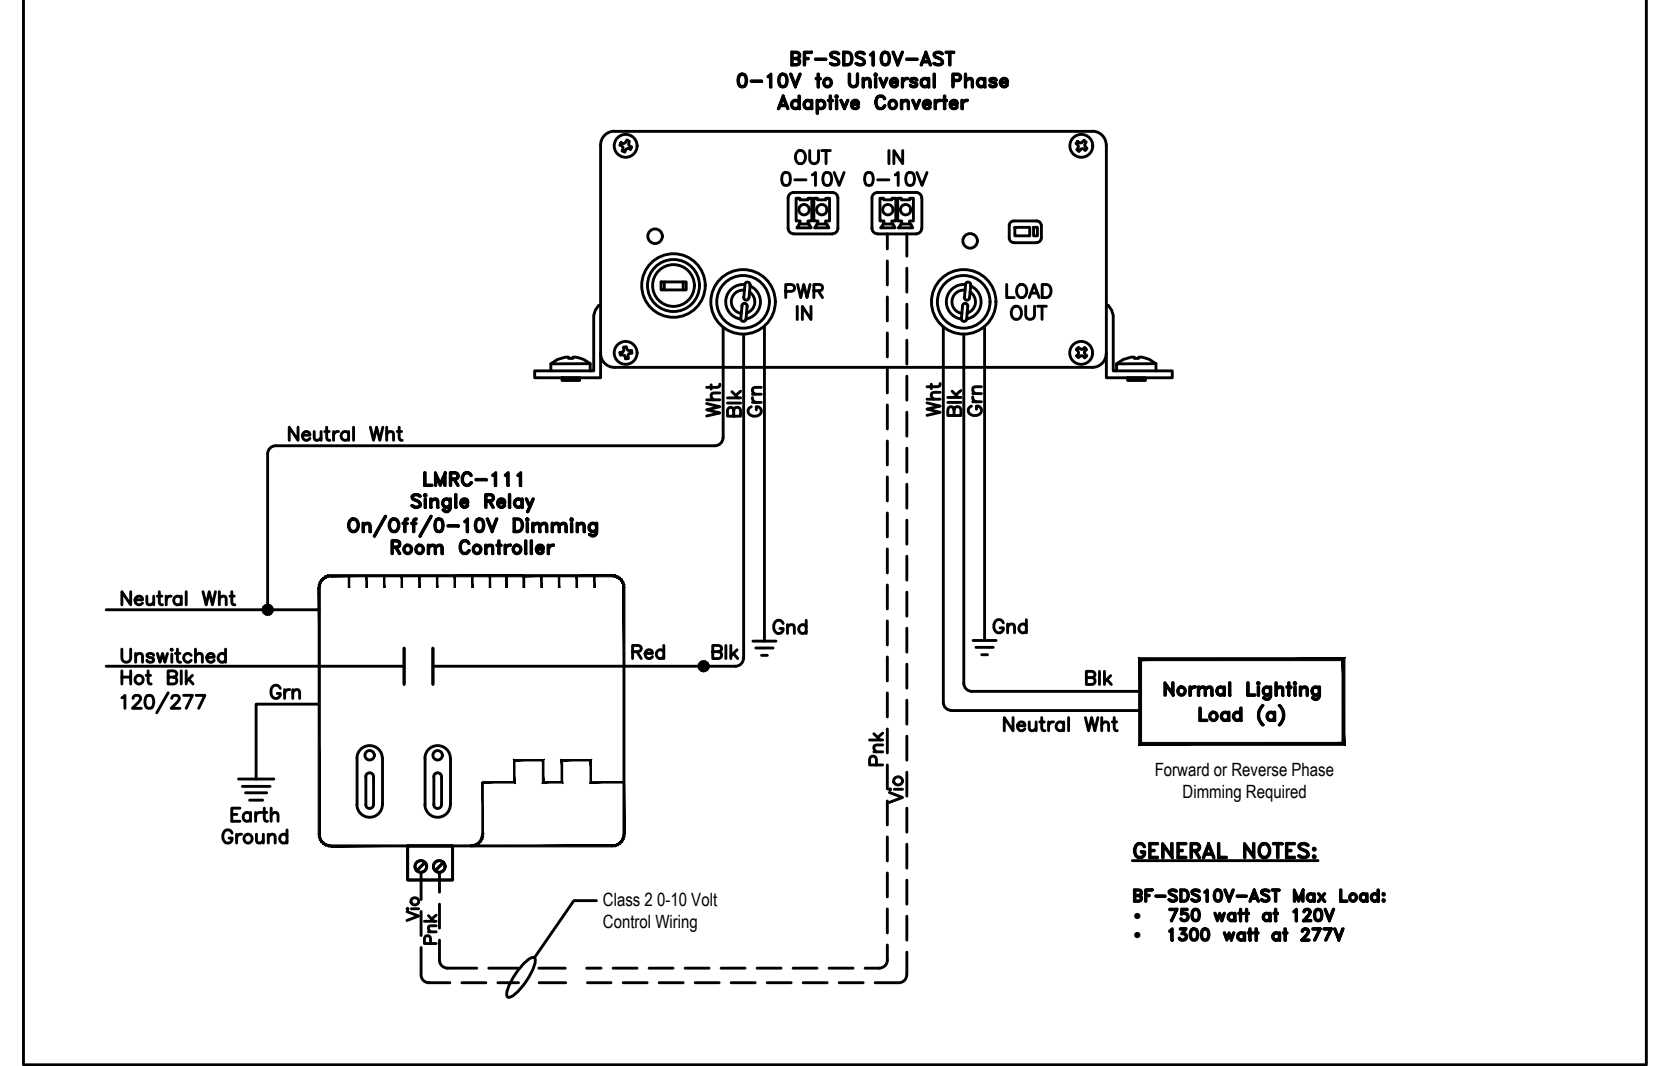 BF-SDS10V-AST
0-10V to Universal Phase
Adaptive Converter
OUT
0-10V
IN
0-10V
PWR
IN
LOAD
OUT
Wht
Blk
Grn
Wht
Blk
Grn
Neutral Wht
LMRC-111
Single Relay
On/Off/0-10V Dimming
Room Controller
Neutral Wht
Unswitched
Hot Blk
120/277
Grn
Earth
Ground
Red
Blk
Gnd
Gnd
Blk
Neutral Wht
Normal Lighting
Load (a)
Forward or Reverse Phase
Dimming Required
Pnk
Vio
Vio
Pnk
Class 2 0-10 Volt
Control Wiring
GENERAL NOTES:
BF-SDS10V-AST Max Load:
• 750 watt at 120V
• 1300 watt at 277V